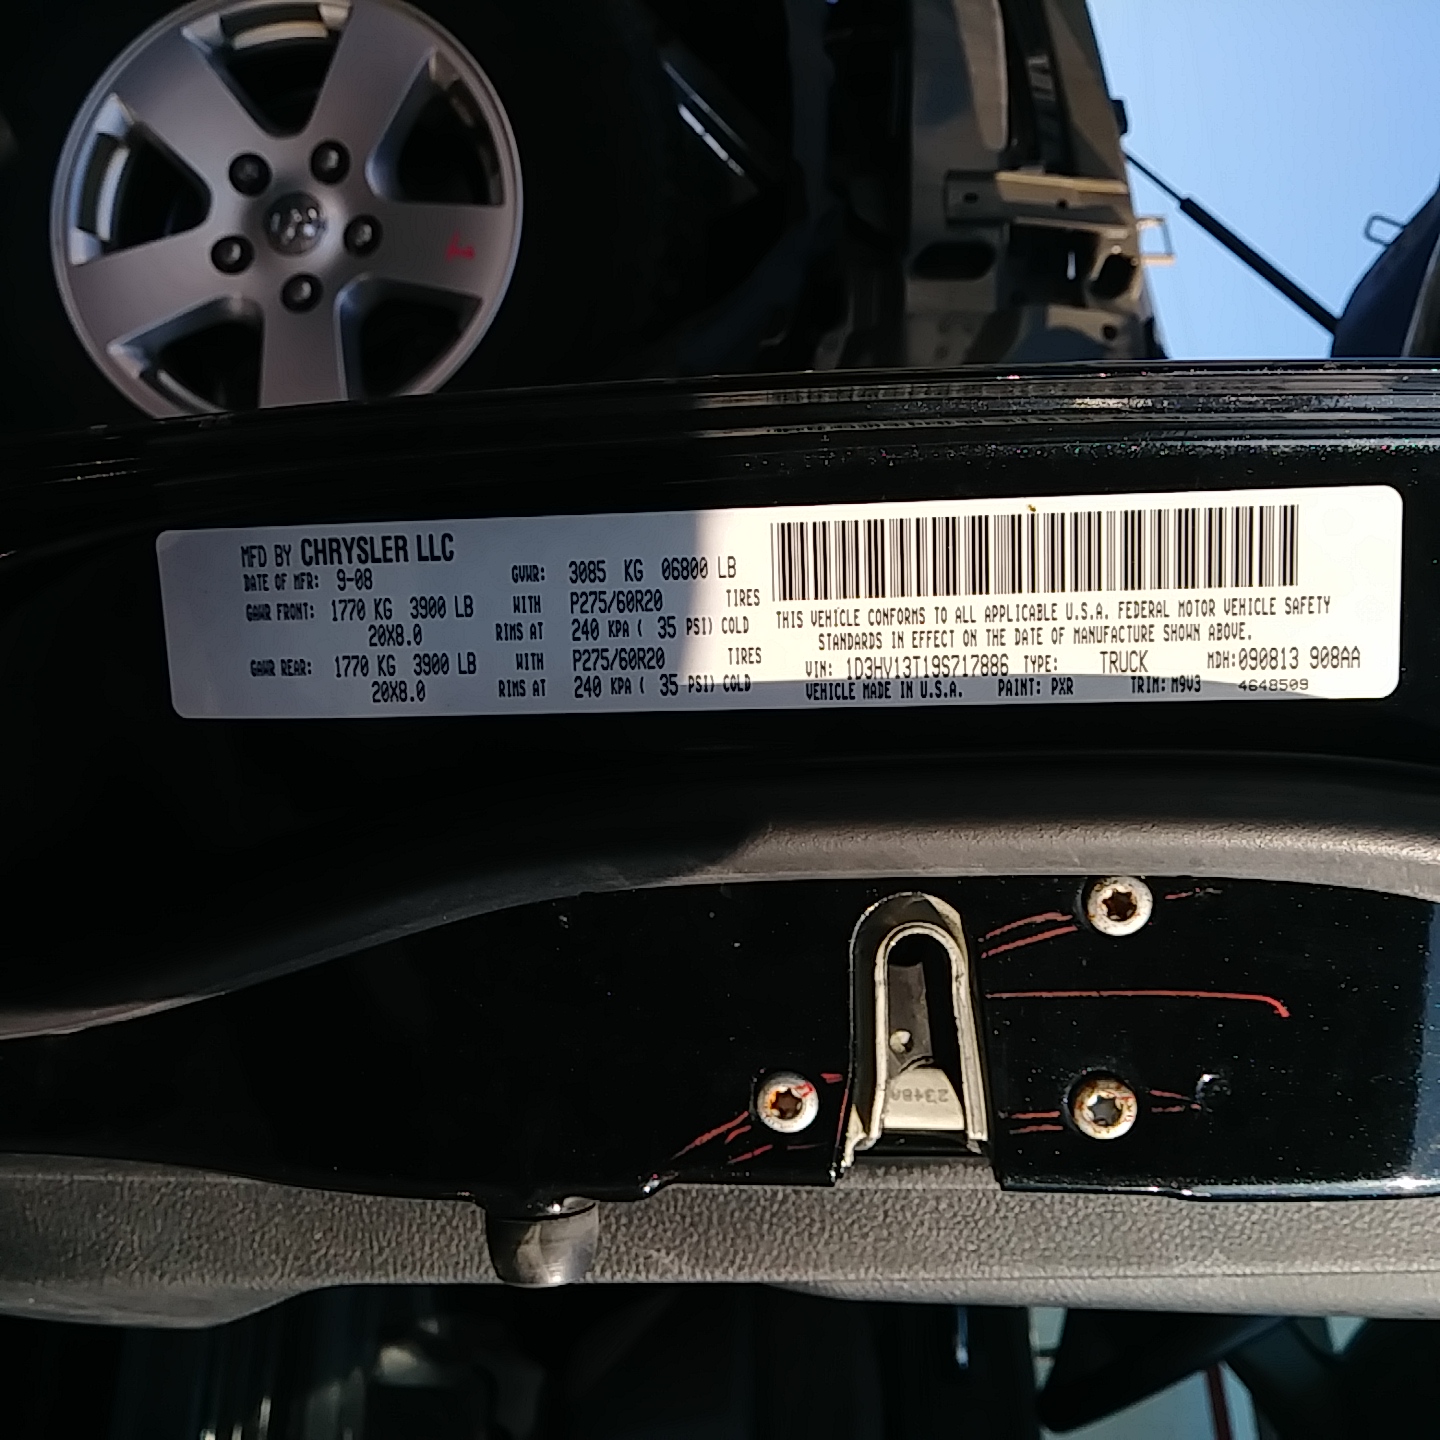 MFD BY CHRYSLER LLC
DATE OF MFR: 9-08 GVWR: 3085 KG 06800 LB
GAWR FRONT: 1770 KG 3900 LB WITH P275/60R20 TIRES
20X8.0 RIMS AT 240 KPA ( 35 PSI) COLD
GAWR REAR: 1770 KG 3900 LB WITH P275/60R20 TIRES
20X8.0 RIMS AT 240 KPA ( 35 PSI) COLD
THIS VEHICLE CONFORMS TO ALL APPLICABLE U.S.A. FEDERAL MOTOR VEHICLE SAFETY
STANDARDS IN EFFECT ON THE DATE OF MANUFACTURE SHOWN ABOVE.
VIN: 1D3HV13T19S717886 TYPE: TRUCK MDH:090813 908AA
VEHICLE MADE IN U.S.A. PAINT: PXR TRIM: M9V3 4648509